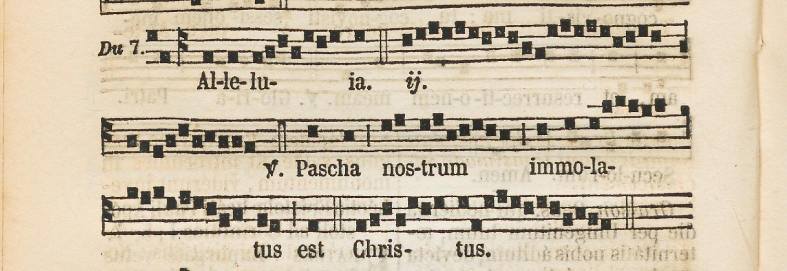 Du 7.
Al-le-lu- ia. ij.
℣. Pascha nos-trum immo-la-
tus est Chris- tus.